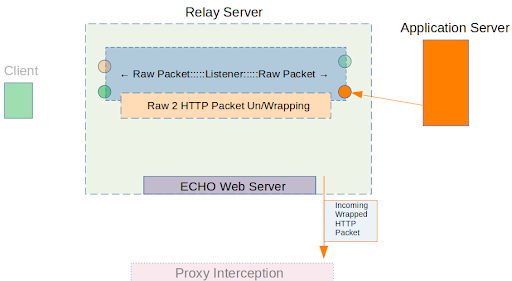 Relay Server
Application Server
Client
← Raw Packet:::::Listener:::::Raw Packet →
Raw 2 HTTP Packet Un/Wrapping
ECHO Web Server
Incoming
Wrapped
HTTP
Packet
Proxy Interception